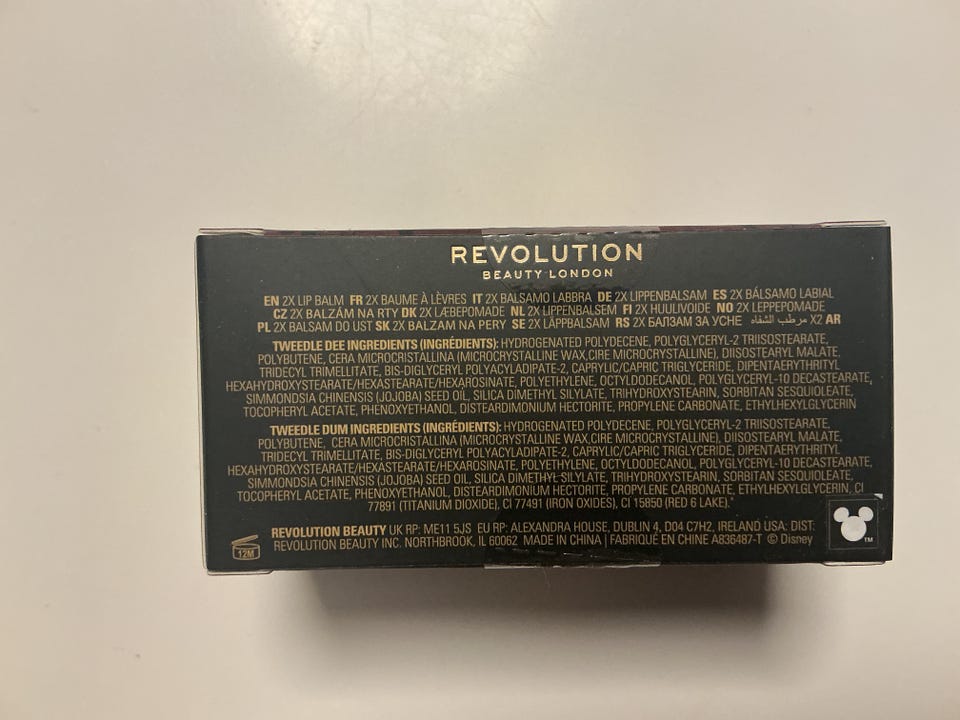 REVOLUTION
BEAUTY LONDON
EN 2X LIP BALM FR 2X BAUME À LÈVRES IT 2X BALSAMO LABBRA DE 2X LIPPENBALSAM ES 2X BÁLSAMO LABIAL
CZ 2X BALZÁM NA RTY DK 2X LÆBEPOMADE NL 2X LIPPENBALSEM FI 2X HUULIVOIDE NO 2X LEPPEPOMADE
PL 2X BALSAM DO UST SK 2X BALZAM NA PERY SE 2X LÄPPBALSAM RS 2X БАЛЗАМ ЗА УСНЕ مرطب الشفاه X2 AR
TWEEDLE DEE INGREDIENTS (INGRÉDIENTS): HYDROGENATED POLYDECENE, POLYGLYCERYL-2 TRIISOSTEARATE,
POLYBUTENE, CERA MICROCRISTALLINA (MICROCRYSTALLINE WAX,CIRE MICROCRYSTALLINE), DIISOSTEARYL MALATE,
TRIDECYL TRIMELLITATE, BIS-DIGLYCERYL POLYACYLADIPATE-2, CAPRYLIC/CAPRIC TRIGLYCERIDE, DIPENTAERYTHRITYL
HEXAHYDROXYSTEARATE/HEXASTEARATE/HEXAROSINATE, POLYETHYLENE, OCTYLDODECANOL, POLYGLYCERYL-10 DECASTEARATE,
SIMMONDSIA CHINENSIS (JOJOBA) SEED OIL, SILICA DIMETHYL SILYLATE, TRIHYDROXYSTEARIN, SORBITAN SESQUIOLEATE,
TOCOPHERYL ACETATE, PHENOXYETHANOL, DISTEARDIMONIUM HECTORITE, PROPYLENE CARBONATE, ETHYLHEXYLGLYCERIN
TWEEDLE DUM INGREDIENTS (INGRÉDIENTS): HYDROGENATED POLYDECENE, POLYGLYCERYL-2 TRIISOSTEARATE,
POLYBUTENE, CERA MICROCRISTALLINA (MICROCRYSTALLINE WAX,CIRE MICROCRYSTALLINE), DIISOSTEARYL MALATE,
TRIDECYL TRIMELLITATE, BIS-DIGLYCERYL POLYACYLADIPATE-2, CAPRYLIC/CAPRIC TRIGLYCERIDE, DIPENTAERYTHRITYL
HEXAHYDROXYSTEARATE/HEXASTEARATE/HEXAROSINATE, POLYETHYLENE, OCTYLDODECANOL, POLYGLYCERYL-10 DECASTEARATE,
SIMMONDSIA CHINENSIS (JOJOBA) SEED OIL, SILICA DIMETHYL SILYLATE, TRIHYDROXYSTEARIN, SORBITAN SESQUIOLEATE,
TOCOPHERYL ACETATE, PHENOXYETHANOL, DISTEARDIMONIUM HECTORITE, PROPYLENE CARBONATE, ETHYLHEXYLGLYCERIN, CI
77891 (TITANIUM DIOXIDE), CI 77491 (IRON OXIDES), CI 15850 (RED 6 LAKE).
REVOLUTION BEAUTY UK RP: ME11 5JS EU RP: ALEXANDRA HOUSE, DUBLIN 4, D04 C7H2, IRELAND USA: DIST:
REVOLUTION BEAUTY INC. NORTHBROOK, IL 60062 MADE IN CHINA | FABRIQUÉ EN CHINE A836487-T © Disney
12M
TM